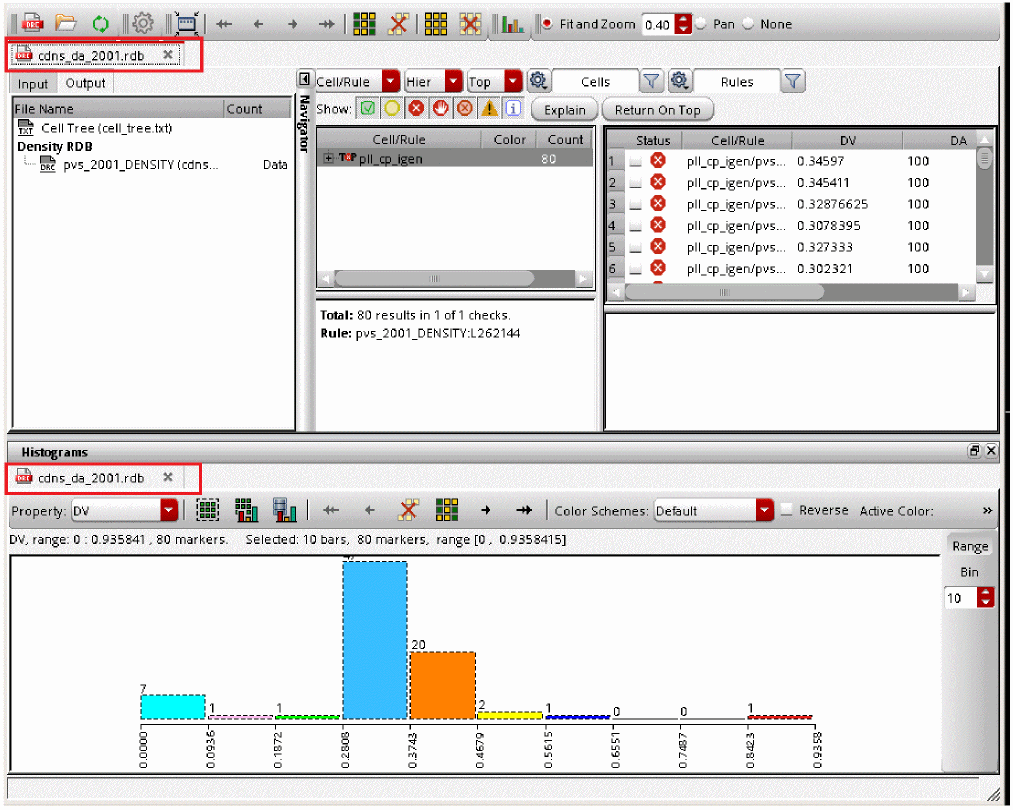 Fit and Zoom 0.40 Pan None
cdns_da_2001.rdb
Input Output
File Name Count
TXT Cell Tree (cell_tree.txt)
Density RDB
DRC pvs_2001_DENSITY (cdns... Data
Navigator
Cell/Rule Hier Top Cells Rules
Show: Explain Return On Top
Cell/Rule Color Count
pll_cp_igen 80
Total: 80 results in 1 of 1 checks.
Rule: pvs_2001_DENSITY:L262144
Status Cell/Rule DV DA
1 pll_cp_igen/pvs... 0.34597 100
2 pll_cp_igen/pvs... 0.345411 100
3 pll_cp_igen/pvs... 0.32876625 100
4 pll_cp_igen/pvs... 0.3078395 100
5 pll_cp_igen/pvs... 0.327333 100
6 pll_cp_igen/pvs... 0.302321 100
Histograms
cdns_da_2001.rdb
Property: DV Color Schemes: Default Reverse Active Color: »
DV, range: 0 : 0.935841 , 80 markers. Selected: 10 bars, 80 markers, range [0 , 0.9358415]
Range
Bin
10
7 1 1 20 2 1 0 0 1
0.0000 0.0936 0.1872 0.2808 0.3743 0.4679 0.5615 0.6551 0.7487 0.8423 0.9358